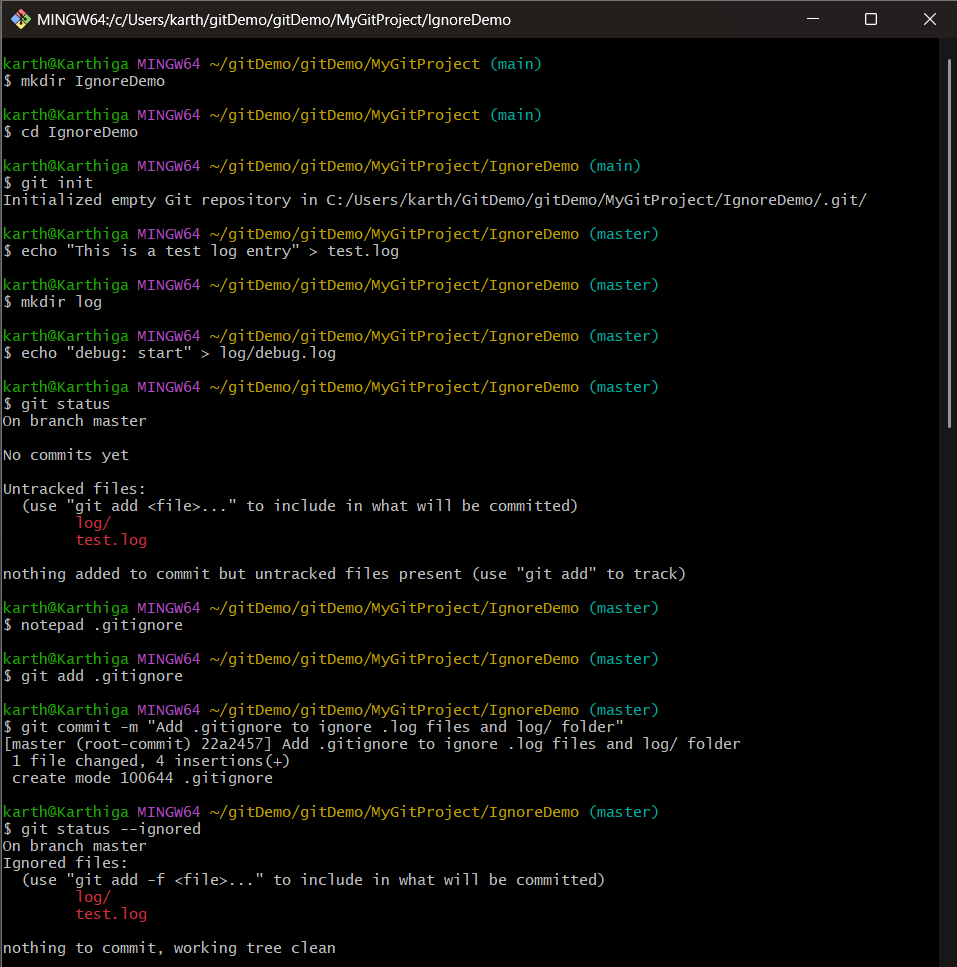 MINGW64:/c/Users/karth/gitDemo/gitDemo/MyGitProject/IgnoreDemo
karth@Karthiga MINGW64 ~/gitDemo/gitDemo/MyGitProject (main)
$ mkdir IgnoreDemo
karth@Karthiga MINGW64 ~/gitDemo/gitDemo/MyGitProject (main)
$ cd IgnoreDemo
karth@Karthiga MINGW64 ~/gitDemo/gitDemo/MyGitProject/IgnoreDemo (main)
$ git init
Initialized empty Git repository in C:/Users/karth/GitDemo/gitDemo/MyGitProject/IgnoreDemo/.git/
karth@Karthiga MINGW64 ~/gitDemo/gitDemo/MyGitProject/IgnoreDemo (master)
$ echo "This is a test log entry" > test.log
karth@Karthiga MINGW64 ~/gitDemo/gitDemo/MyGitProject/IgnoreDemo (master)
$ mkdir log
karth@Karthiga MINGW64 ~/gitDemo/gitDemo/MyGitProject/IgnoreDemo (master)
$ echo "debug: start" > log/debug.log
karth@Karthiga MINGW64 ~/gitDemo/gitDemo/MyGitProject/IgnoreDemo (master)
$ git status
On branch master
No commits yet
Untracked files:
  (use "git add <file>..." to include in what will be committed)
        log/
        test.log
nothing added to commit but untracked files present (use "git add" to track)
karth@Karthiga MINGW64 ~/gitDemo/gitDemo/MyGitProject/IgnoreDemo (master)
$ notepad .gitignore
karth@Karthiga MINGW64 ~/gitDemo/gitDemo/MyGitProject/IgnoreDemo (master)
$ git add .gitignore
karth@Karthiga MINGW64 ~/gitDemo/gitDemo/MyGitProject/IgnoreDemo (master)
$ git commit -m "Add .gitignore to ignore .log files and log/ folder"
[master (root-commit) 22a2457] Add .gitignore to ignore .log files and log/ folder
 1 file changed, 4 insertions(+)
 create mode 100644 .gitignore
karth@Karthiga MINGW64 ~/gitDemo/gitDemo/MyGitProject/IgnoreDemo (master)
$ git status --ignored
On branch master
Ignored files:
  (use "git add -f <file>..." to include in what will be committed)
        log/
        test.log
nothing to commit, working tree clean